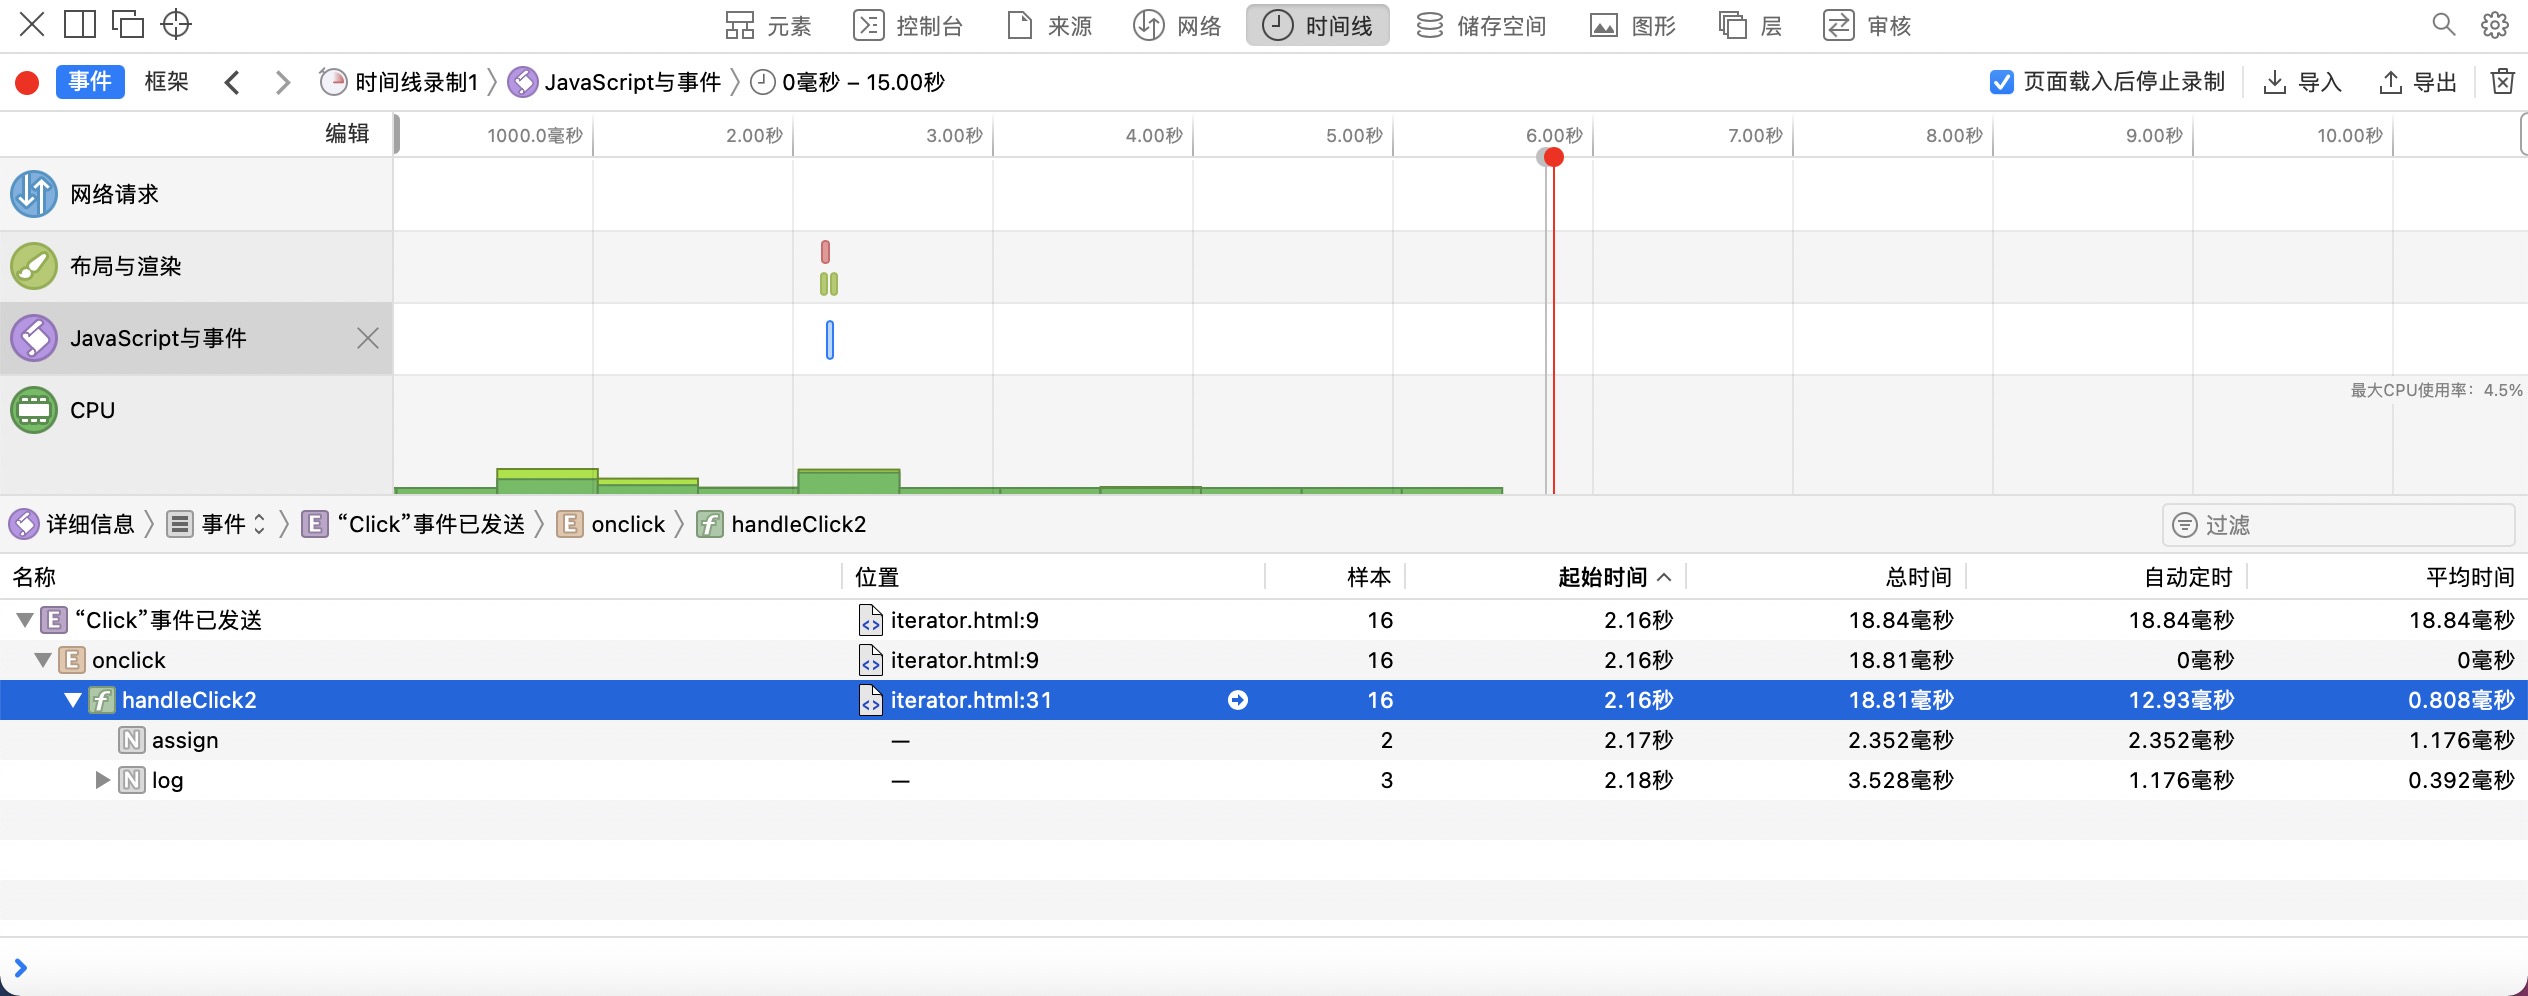 元素 控制台 来源 网络 时间线 储存空间 图形 层 审核
事件 框架 时间线录制1 JavaScript与事件 0毫秒 – 15.00秒 页面载入后停止录制 导入 导出
编辑 1000.0毫秒 2.00秒 3.00秒 4.00秒 5.00秒 6.00秒 7.00秒 8.00秒 9.00秒 10.00秒
网络请求
布局与渲染
JavaScript与事件
最大CPU使用率：4.5%
CPU
详细信息 事件 E “Click”事件已发送 E onclick f handleClick2 过滤
名称 位置 样本 起始时间 总时间 自动定时 平均时间
E “Click”事件已发送 iterator.html:9 16 2.16秒 18.84毫秒 18.84毫秒 18.84毫秒
E onclick iterator.html:9 16 2.16秒 18.81毫秒 0毫秒 0毫秒
f handleClick2 iterator.html:31 16 2.16秒 18.81毫秒 12.93毫秒 0.808毫秒
N assign — 2 2.17秒 2.352毫秒 2.352毫秒 1.176毫秒
N log — 3 2.18秒 3.528毫秒 1.176毫秒 0.392毫秒